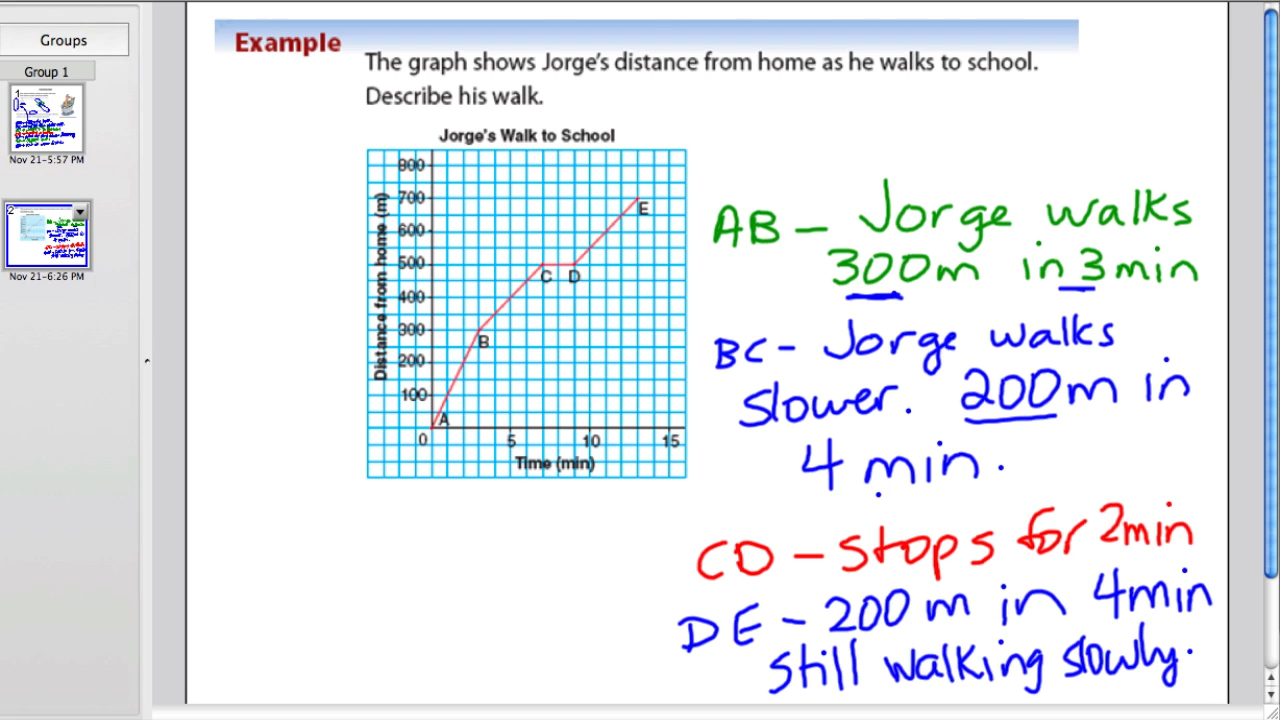 Groups
Group 1
1
Nov 21-5:57 PM
2
Nov 21-6:26 PM
Example
The graph shows Jorge's distance from home as he walks to school.
Describe his walk.
Jorge's Walk to School
Distance from home (m)
800
700
600
500
400
300
200
100
0
5
10
15
A
B
C
D
E
Time (min)
AB – Jorge walks
300m in 3min
BC – Jorge walks
slower. 200m in
4 min.
CD – stops for 2min
DE – 200m in 4min
still walking slowly.